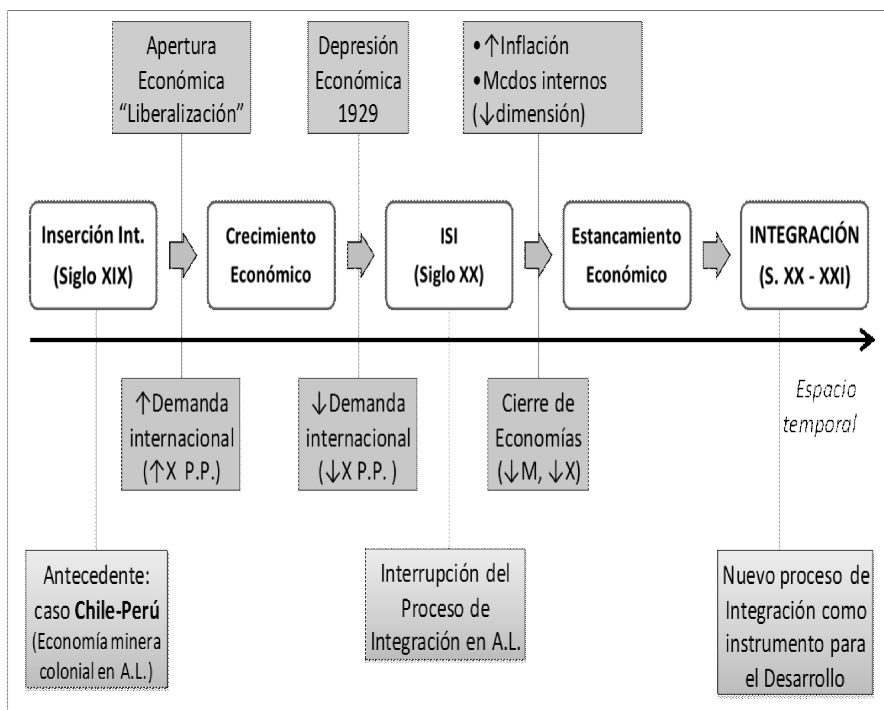 Apertura
Económica
“Liberalización”
Depresión
Económica
1929
•↑Inflación
•Mcdos internos
(↓dimensión)
Inserción Int.
(Siglo XIX)
Crecimiento
Económico
ISI
(Siglo XX)
Estancamiento
Económico
INTEGRACIÓN
(S. XX - XXI)
↑Demanda
internacional
(↑X P.P.)
↓Demanda
internacional
(↓X P.P. )
Cierre de
Economías
(↓M, ↓X)
Espacio
temporal
Antecedente:
caso Chile-Perú
(Economía minera
colonial en A.L.)
Interrupción del
Proceso de
Integración en A.L.
Nuevo proceso de
Integración como
instrumento para
el Desarrollo